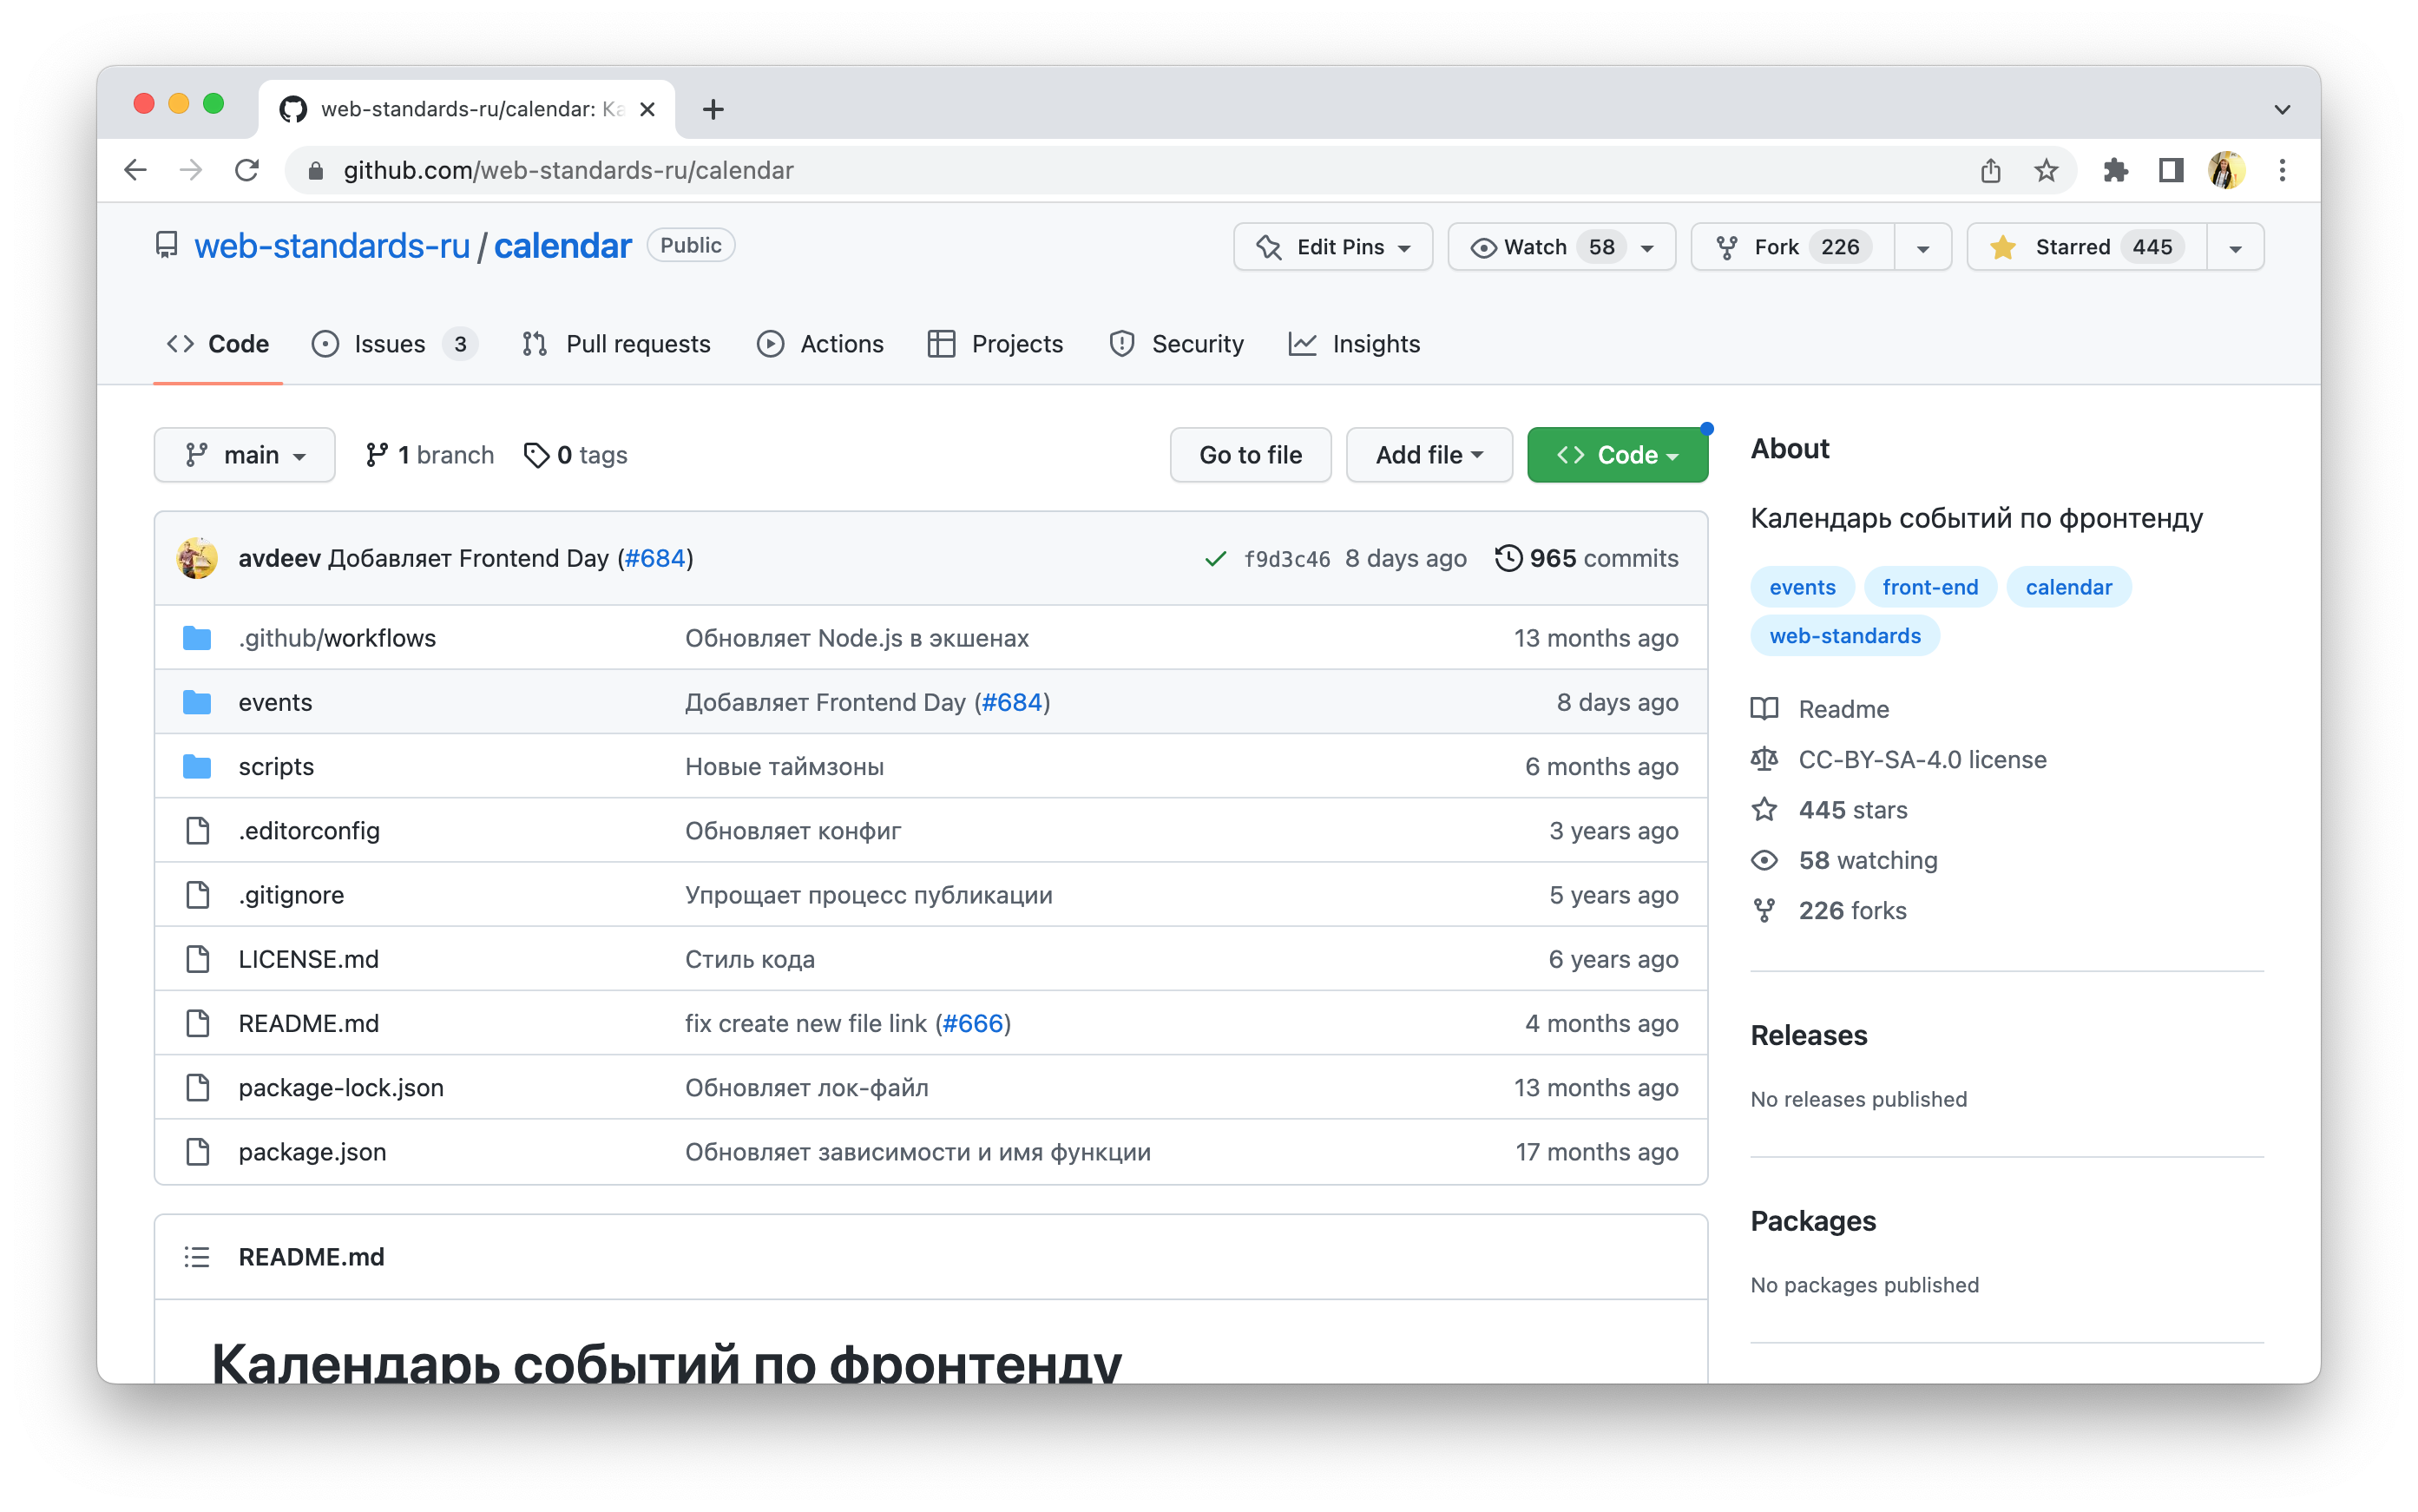 web-standards-ru/calendar: Ka
github.com/web-standards-ru/calendar
web-standards-ru / calendar Public
Edit Pins Watch 58 Fork 226 Starred 445
Code Issues 3 Pull requests Actions Projects Security Insights
main 1 branch 0 tags Go to file Add file Code
avdeev Добавляет Frontend Day (#684) f9d3c46 8 days ago 965 commits
.github/workflows Обновляет Node.js в экшенах 13 months ago
events Добавляет Frontend Day (#684) 8 days ago
scripts Новые таймзоны 6 months ago
.editorconfig Обновляет конфиг 3 years ago
.gitignore Упрощает процесс публикации 5 years ago
LICENSE.md Стиль кода 6 years ago
README.md fix create new file link (#666) 4 months ago
package-lock.json Обновляет лок-файл 13 months ago
package.json Обновляет зависимости и имя функции 17 months ago
README.md
Календарь событий по фронтенду
About
Календарь событий по фронтенду
events front-end calendar
web-standards
Readme
CC-BY-SA-4.0 license
445 stars
58 watching
226 forks
Releases
No releases published
Packages
No packages published